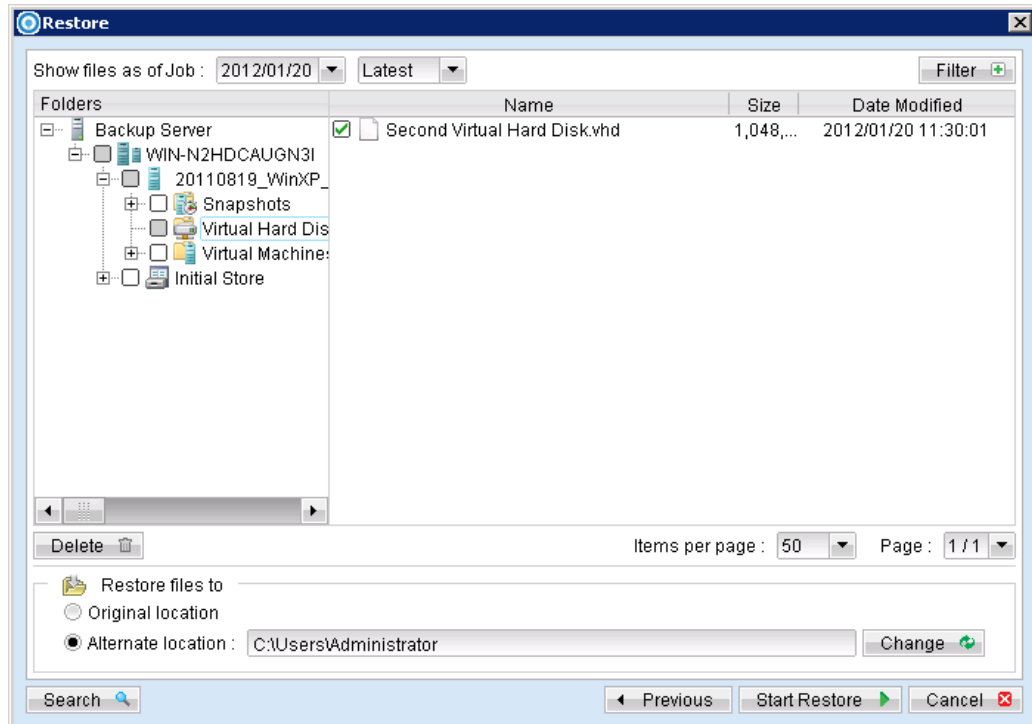 Restore
Show files as of Job : 2012/01/20 Latest Filter
Folders Name Size Date Modified
Backup Server Second Virtual Hard Disk.vhd 1,048,... 2012/01/20 11:30:01
WIN-N2HDCAUGN3I
20110819_WinXP_
Snapshots
Virtual Hard Dis
Virtual Machines
Initial Store
Delete Items per page : 50 Page : 1 / 1
Restore files to
Original location
Alternate location : C:\Users\Administrator Change
Search Previous Start Restore Cancel